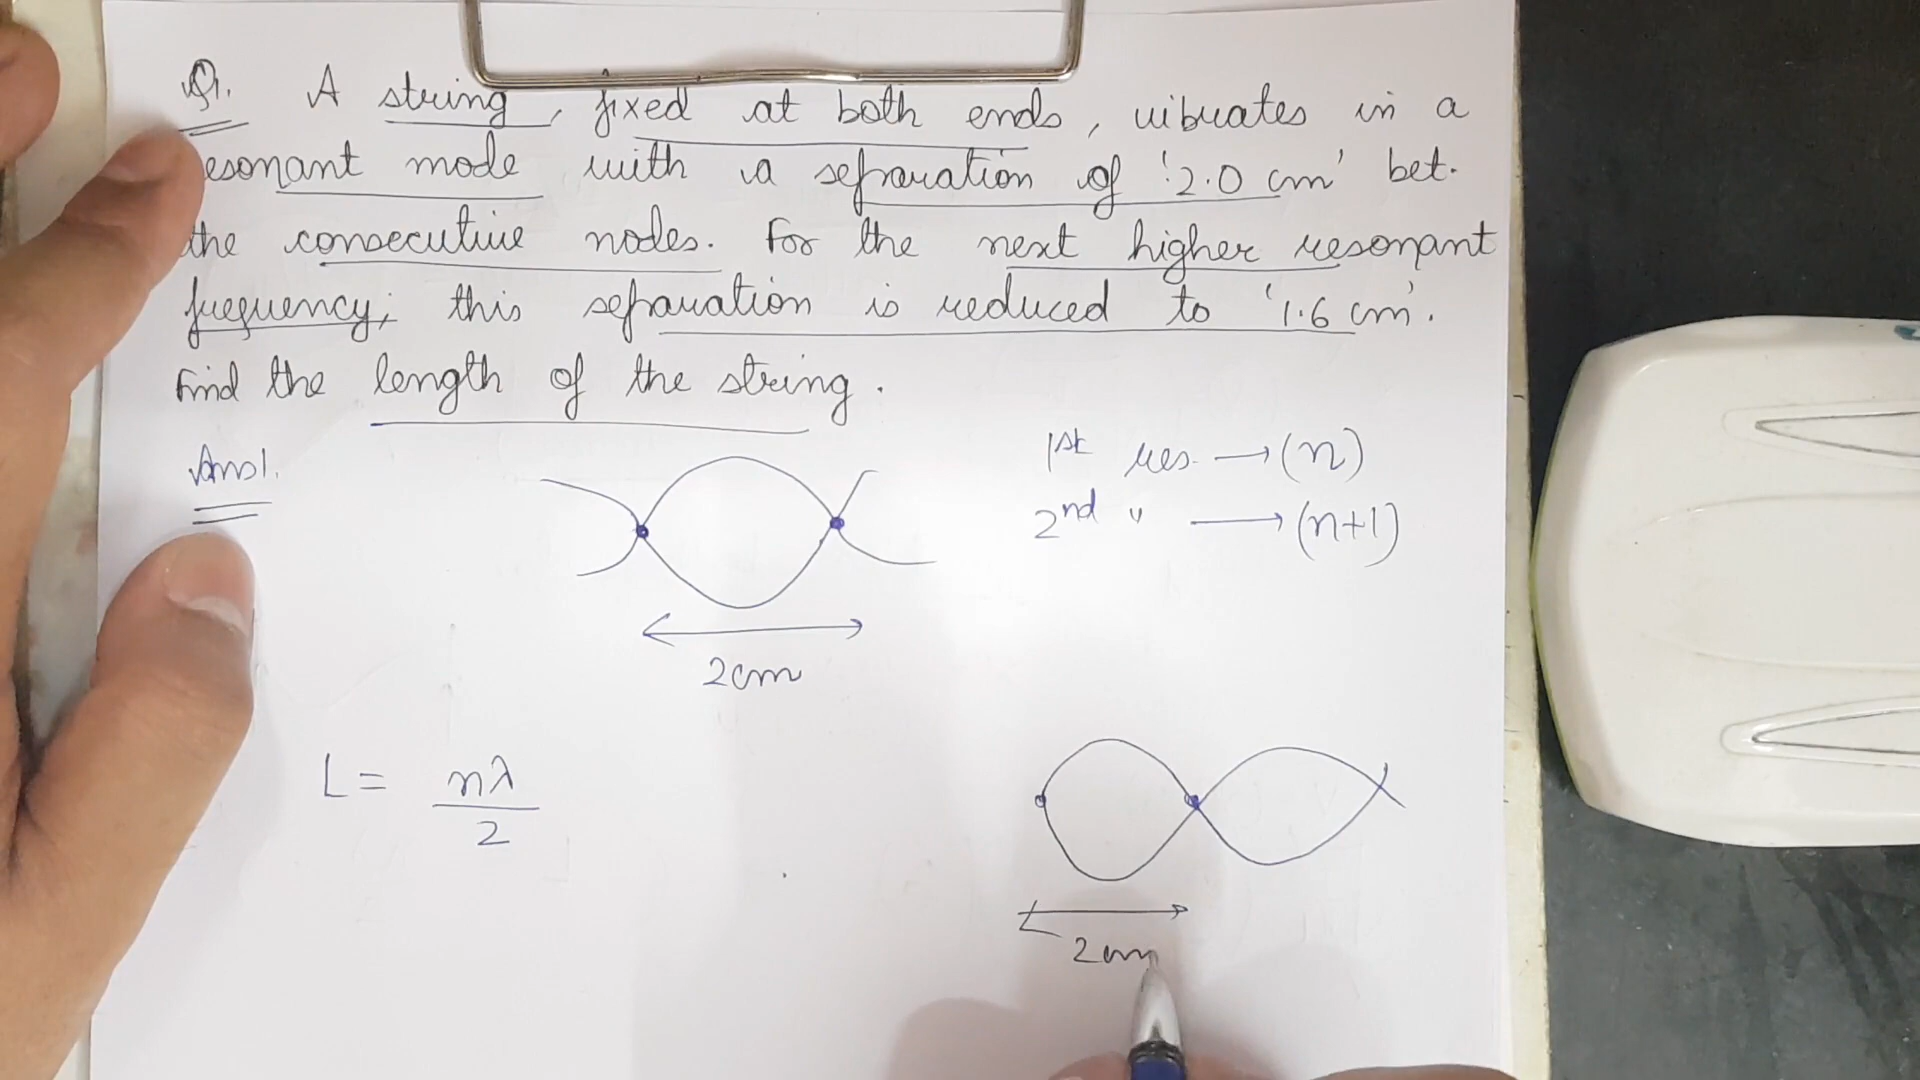 Q1. A string, fixed at both ends, vibrates in a
resonant mode with a separation of '2.0 cm' bet.
the consecutive nodes. For the next higher resonant
frequency, this separation is reduced to '1.6 cm'.
Find the length of the string.
Ans1.
1st res. → (n)
2nd " → (n+1)
2cm
L = nλ/2
2cm